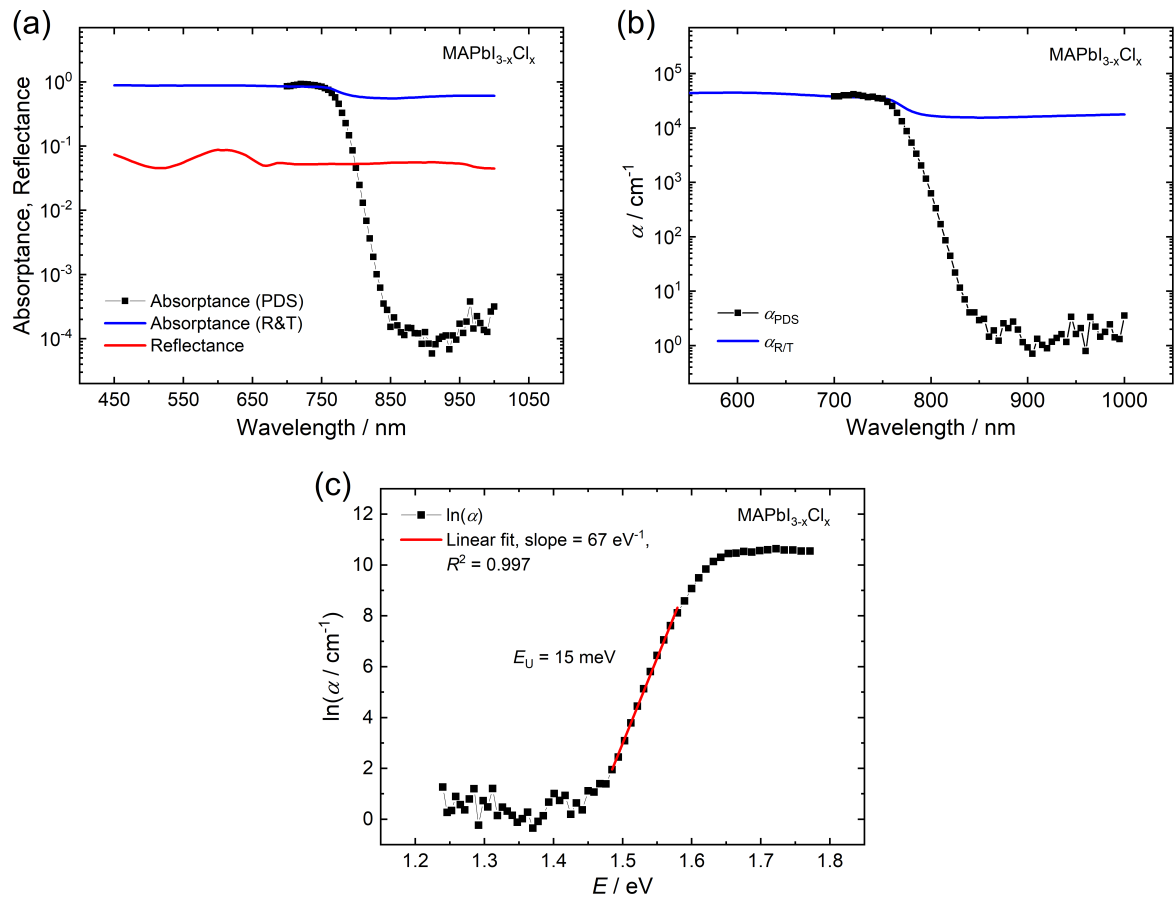 (a)
MAPbI3-xClx
10^0
10^-1
10^-2
10^-3
10^-4
Absorptance, Reflectance
Absorptance (PDS)
Absorptance (R&T)
Reflectance
450 550 650 750 850 950 1050
Wavelength / nm
(b)
MAPbI3-xClx
10^5
10^4
10^3
10^2
10^1
10^0
α / cm^-1
αPDS
αR/T
600 700 800 900 1000
Wavelength / nm
(c)
MAPbI3-xClx
12
10
8
6
4
2
0
ln(α / cm^-1)
ln(α)
Linear fit, slope = 67 eV^-1,
R^2 = 0.997
EU = 15 meV
1.2 1.3 1.4 1.5 1.6 1.7 1.8
E / eV